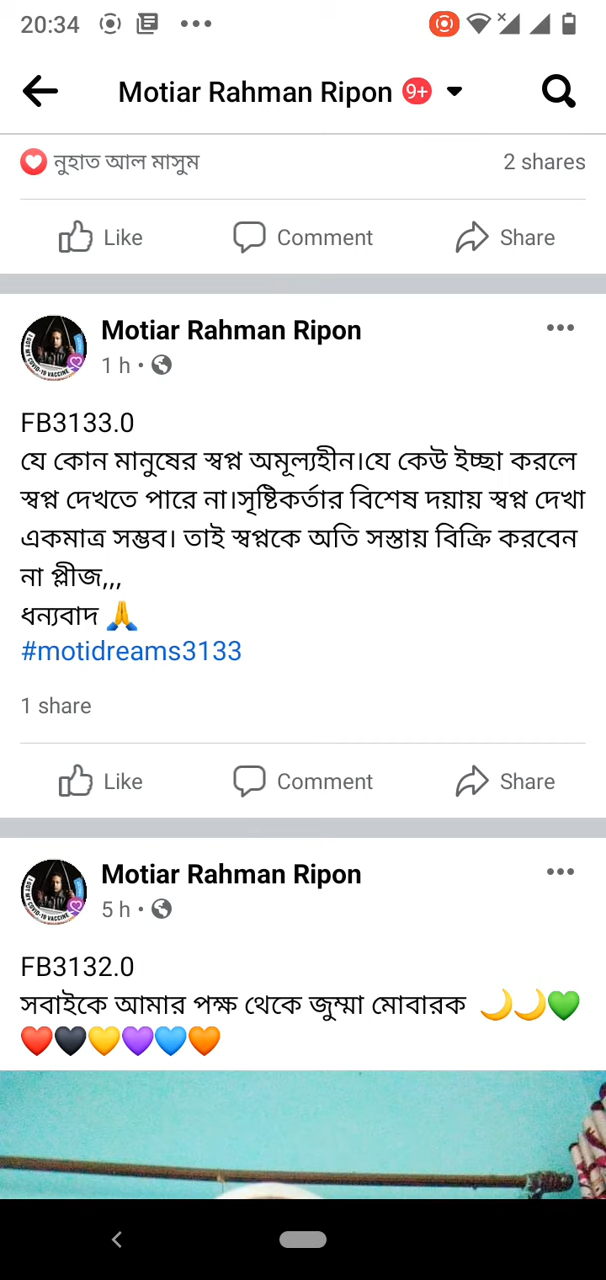 20:34
Motiar Rahman Ripon 9+
নুহাত আল মাসুম 2 shares
Like Comment Share
Motiar Rahman Ripon
1 h
FB3133.0
যে কোন মানুষের স্বপ্ন অমূল্যহীন।যে কেউ ইচ্ছা করলে
স্বপ্ন দেখতে পারে না।সৃষ্টিকর্তার বিশেষ দয়ায় স্বপ্ন দেখা
একমাত্র সম্ভব। তাই স্বপ্নকে অতি সস্তায় বিক্রি করবেন
না প্লীজ,,,
ধন্যবাদ 🙏
#motidreams3133
1 share
Like Comment Share
Motiar Rahman Ripon
5 h
FB3132.0
সবাইকে আমার পক্ষ থেকে জুম্মা মোবারক 🌙🌙💚
❤️🖤💛💜💙🧡